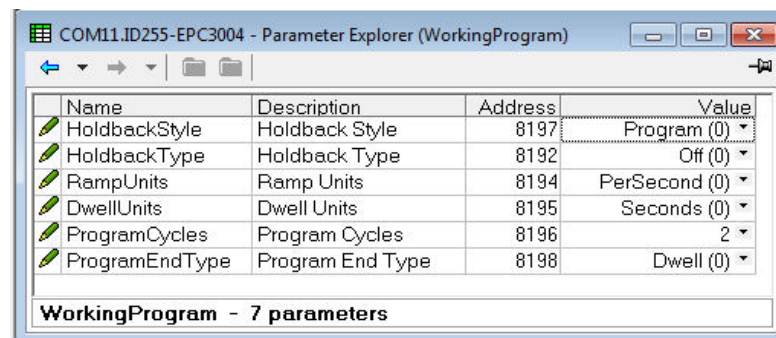 COM11.ID255-EPC3004 - Parameter Explorer (WorkingProgram)
Name Description Address Value
HoldbackStyle Holdback Style 8197 Program (0)
HoldbackType Holdback Type 8192 Off (0)
RampUnits Ramp Units 8194 PerSecond (0)
DwellUnits Dwell Units 8195 Seconds (0)
ProgramCycles Program Cycles 8196 2
ProgramEndType Program End Type 8198 Dwell (0)
WorkingProgram - 7 parameters